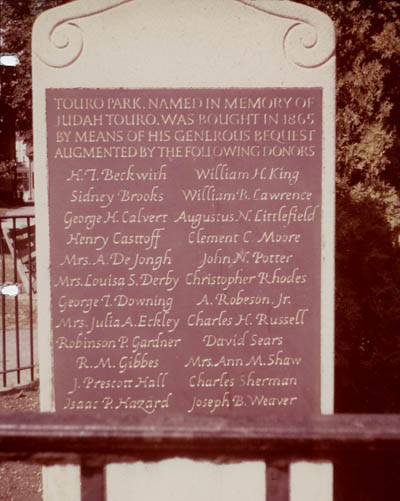 TOURO PARK, NAMED IN MEMORY OF
JUDAH TOURO, WAS BOUGHT IN 1865
BY MEANS OF HIS GENEROUS BEQUEST
AUGMENTED BY THE FOLLOWING DONORS
H. T. Beckwith William H. King
Sidney Brooks William B. Lawrence
George H. Calvert Augustus N. Littlefield
Henry Casttoff Clement C. Moore
Mrs. A. De Jongh John N. Potter
Mrs. Louisa S. Derby Christopher Rhodes
George T. Downing A. Robeson, Jr.
Mrs. Julia A. Eckley Charles H. Russell
Robinson P. Gardner David Sears
R. M. Gibbes Mrs. Ann M. Shaw
J. Prescott Hall Charles Sherman
Isaac P. Hazard Joseph B. Weaver